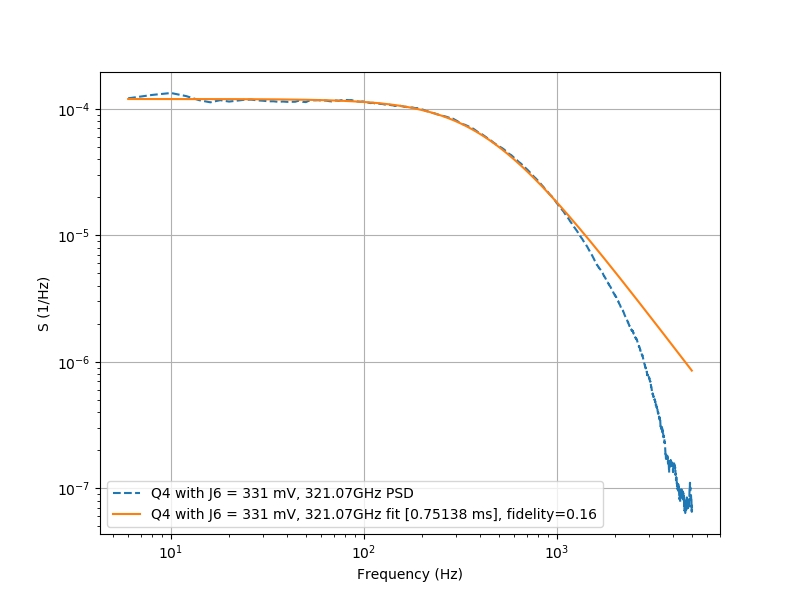 10⁻⁴
10⁻⁵
10⁻⁶
10⁻⁷
S (1/Hz)
Q4 with J6 = 331 mV, 321.07GHz PSD
Q4 with J6 = 331 mV, 321.07GHz fit [0.75138 ms], fidelity=0.16
10¹ 10² 10³
Frequency (Hz)